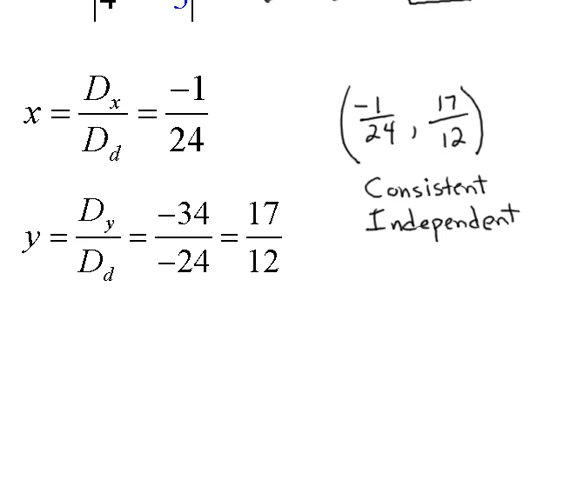 x = D_x / D_d = -1 / 24
(-1/24, 17/12)
Consistent
Independent
y = D_y / D_d = -34 / -24 = 17 / 12